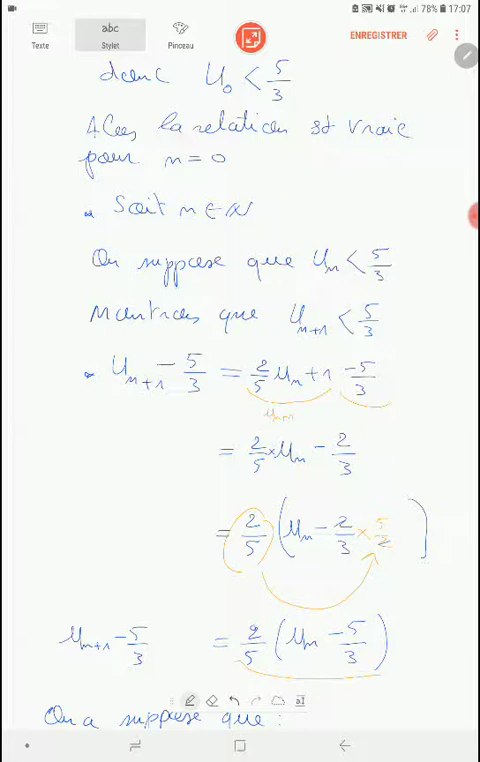 78% 17:07
abc
Texte Stylet Pinceau ENREGISTRER
donc U₀ < 5/3
Alors la relation est vraie
pour n = 0
Soit n ∈ ℕ
On suppose que Uₙ < 5/3
Montrons que Uₙ₊₁ < 5/3
Uₙ₊₁ - 5/3 = 2/5 Uₙ + 1 - 5/3
Uₙ₊₁
= 2/5 × Uₙ - 2/3
= 2/5 (Uₙ - 2/3 × 5/2)
Uₙ₊₁ - 5/3 = 2/5 (Uₙ - 5/3)
On a suppose que :